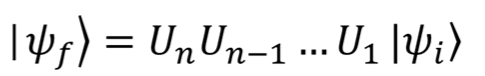 |ψ_f⟩ = U_n U_{n−1} … U_1 |ψ_i⟩